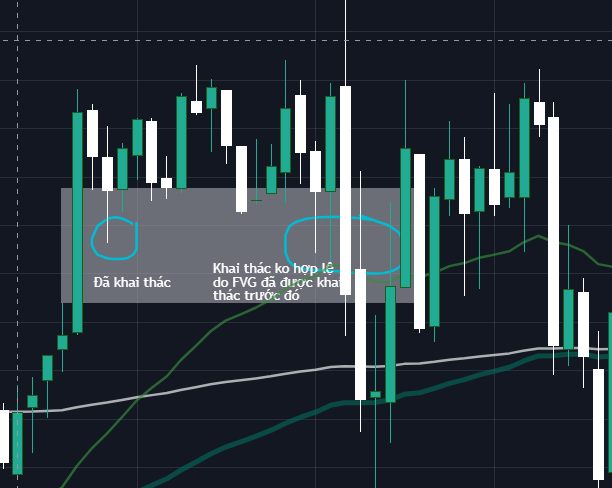 Đã khai thác
Khai thác ko hợp lệ
do FVG đã được khai
thác trước đó